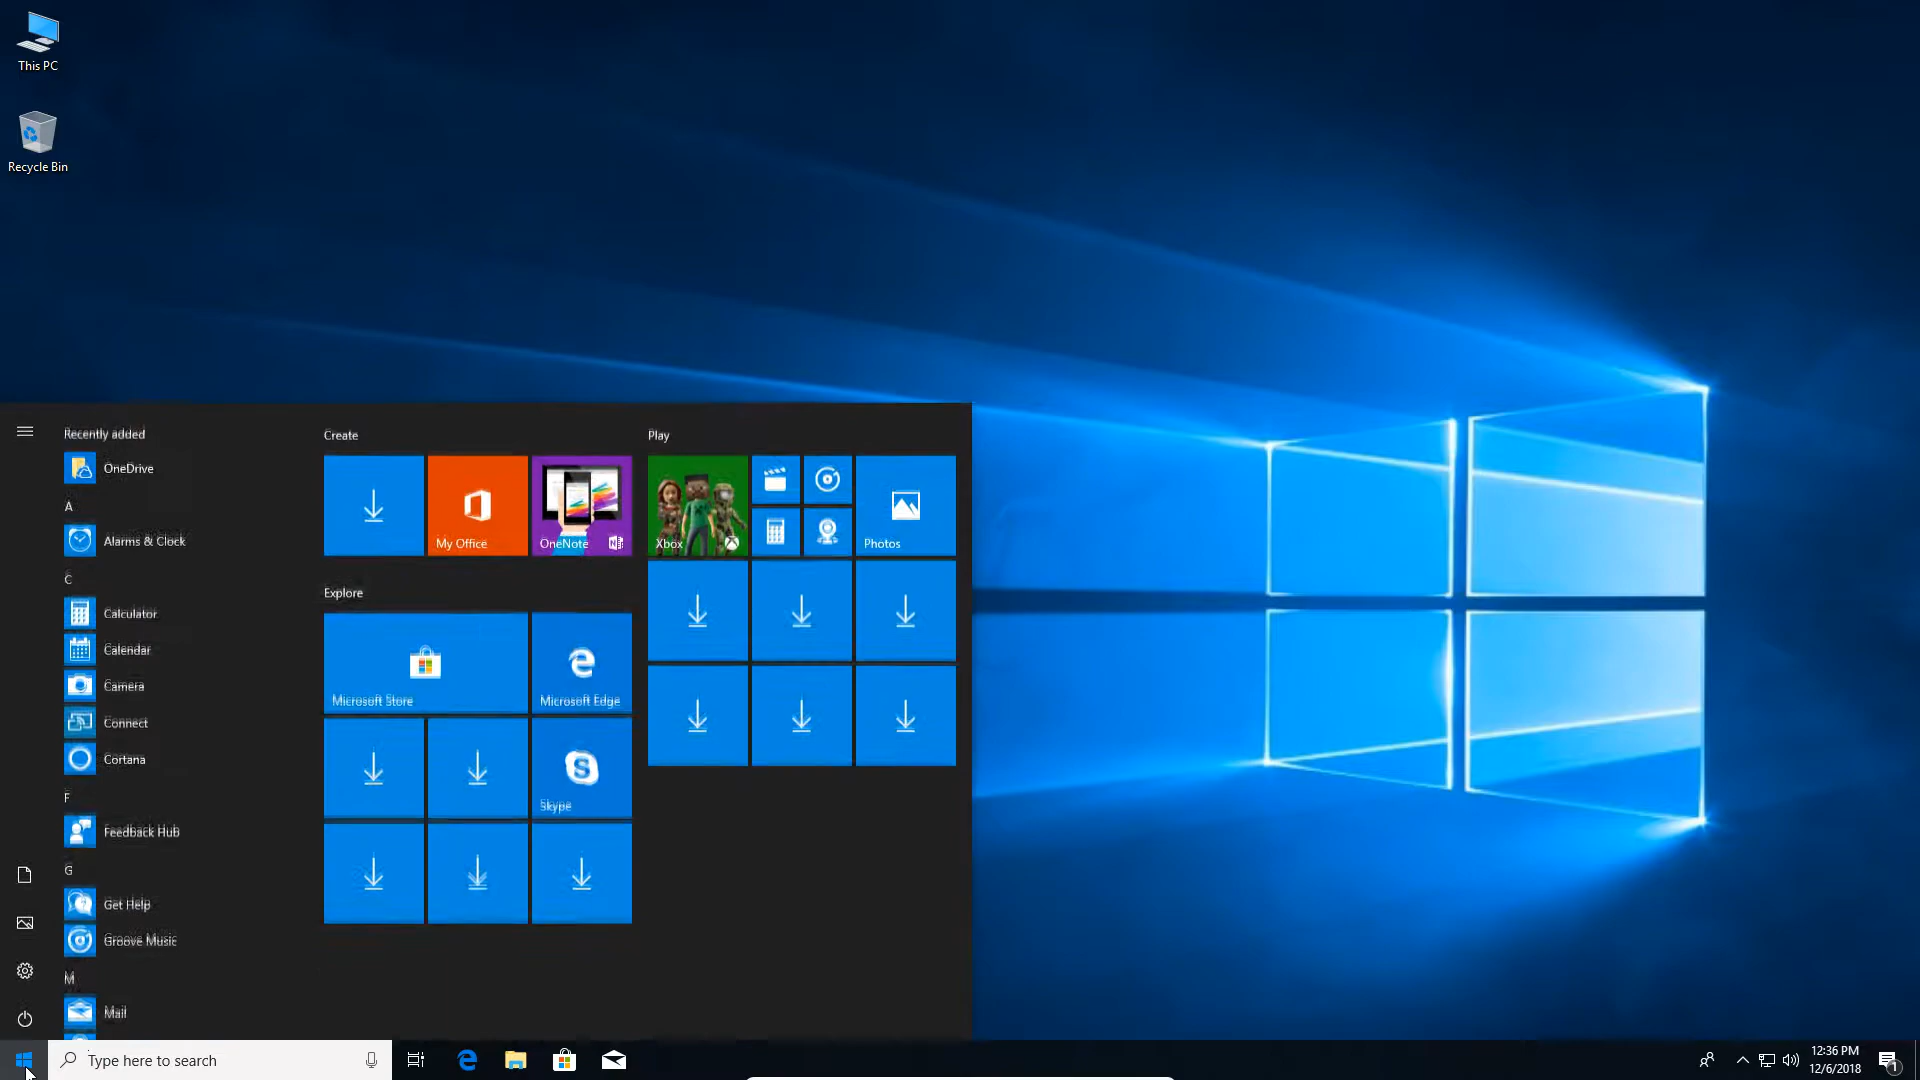 This PC
Recycle Bin
Recently added
OneDrive
A
Alarms & Clock
C
Calculator
Calendar
Camera
Connect
Cortana
F
Feedback Hub
G
Get Help
Groove Music
M
Mail
Create
My Office
OneNote
Explore
Microsoft Store
Microsoft Edge
Skype
Play
Xbox
Photos
Type here to search
12:36 PM
12/6/2018
1